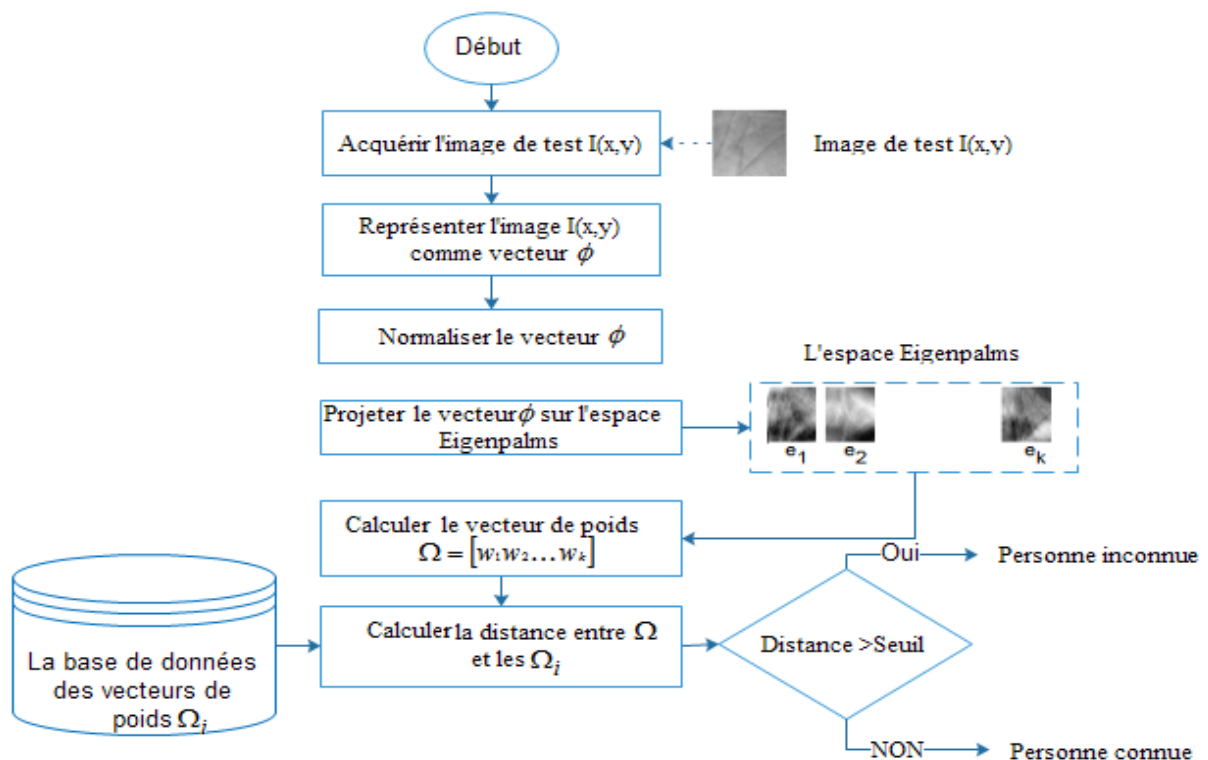 Début
Acquérir l'image de test I(x,y)
Image de test I(x,y)
Représenter l'image I(x,y)
comme vecteur ϕ
Normaliser le vecteur ϕ
L'espace Eigenpalms
Projeter le vecteur ϕ sur l'espace
Eigenpalms
e₁ e₂ eₖ
Calculer le vecteur de poids
Ω = [w₁w₂…wₖ]
Oui
Personne inconnue
La base de données
des vecteurs de
poids Ωᵢ
Calculer la distance entre Ω
et les Ωᵢ
Distance >Seuil
NON
Personne connue